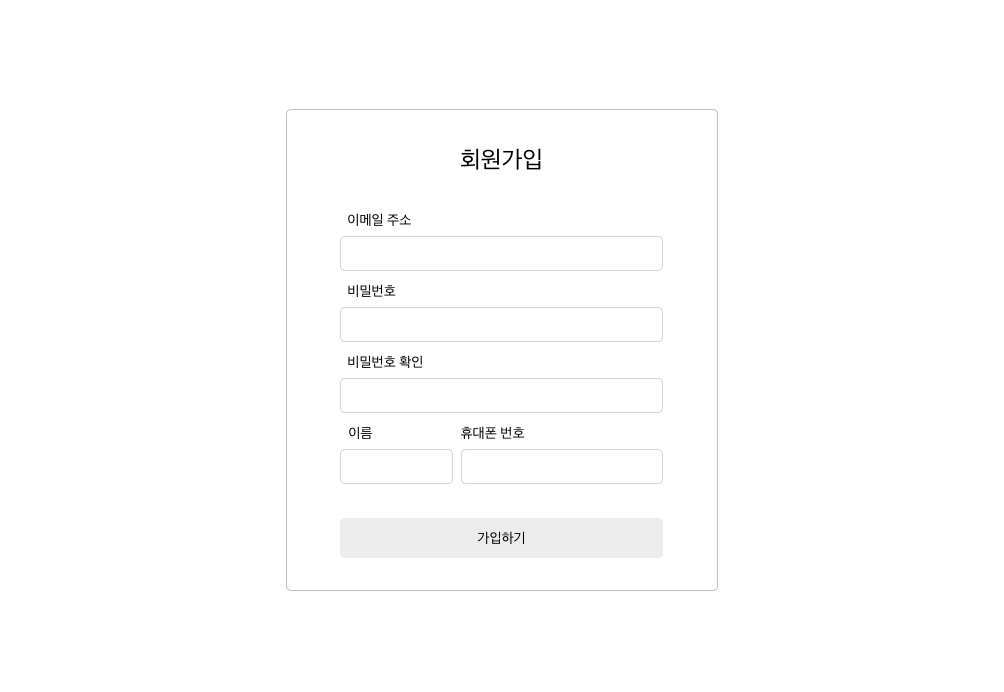 회원가입
이메일 주소
비밀번호
비밀번호 확인
이름 휴대폰 번호
가입하기